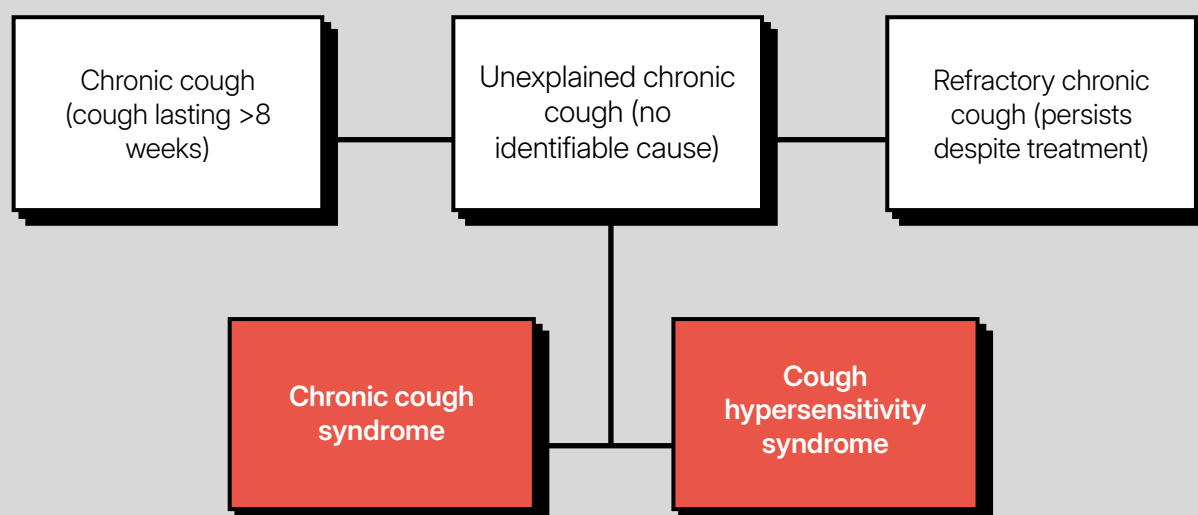 Chronic cough
(cough lasting >8
weeks)
Unexplained chronic
cough (no
identifiable cause)
Refractory chronic
cough (persists
despite treatment)
Chronic cough
syndrome
Cough
hypersensitivity
syndrome